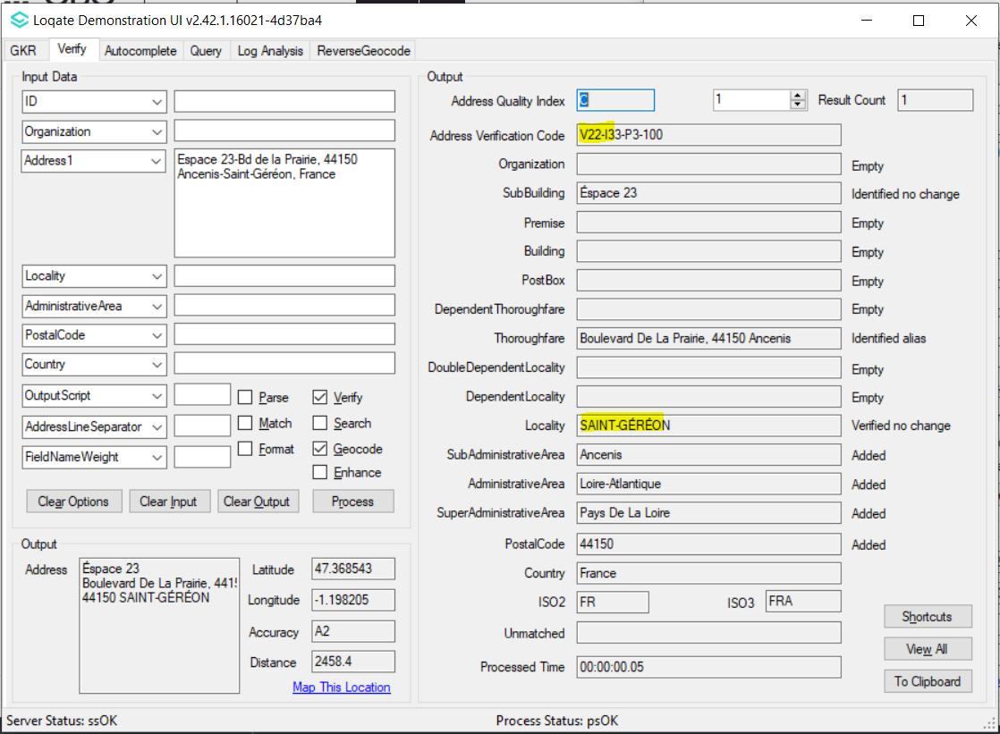 Loqate Demonstration UI v2.42.1.16021-4d37ba4
GKR Verify Autocomplete Query Log Analysis ReverseGeocode
Input Data
ID
Organization
Address1
Espace 23-Bd de la Prairie, 44150
Ancenis-Saint-Géréon, France
Locality
AdministrativeArea
PostalCode
Country
OutputScript
Parse
Verify
AddressLineSeparator
Match
Search
FieldNameWeight
Format
Geocode
Enhance
Clear Options Clear Input Clear Output Process
Output
Address
Éspace 23
Boulevard De La Prairie, 441
44150 SAINT-GÉRÉON
Latitude 47.368543
Longitude -1.198205
Accuracy A2
Distance 2458.4
Map This Location
Output
Address Quality Index C 1 Result Count 1
Address Verification Code V22-I33-P3-100
Organization Empty
SubBuilding Éspace 23 Identified no change
Premise Empty
Building Empty
PostBox Empty
DependentThoroughfare Empty
Thoroughfare Boulevard De La Prairie, 44150 Ancenis Identified alias
DoubleDependentLocality Empty
DependentLocality Empty
Locality SAINT-GÉRÉON Verified no change
SubAdministrativeArea Ancenis Added
AdministrativeArea Loire-Atlantique Added
SuperAdministrativeArea Pays De La Loire Added
PostalCode 44150 Added
Country France
ISO2 FR ISO3 FRA
Unmatched
Processed Time 00:00:00.05
Shortcuts
View All
To Clipboard
Server Status: ssOK Process Status: psOK